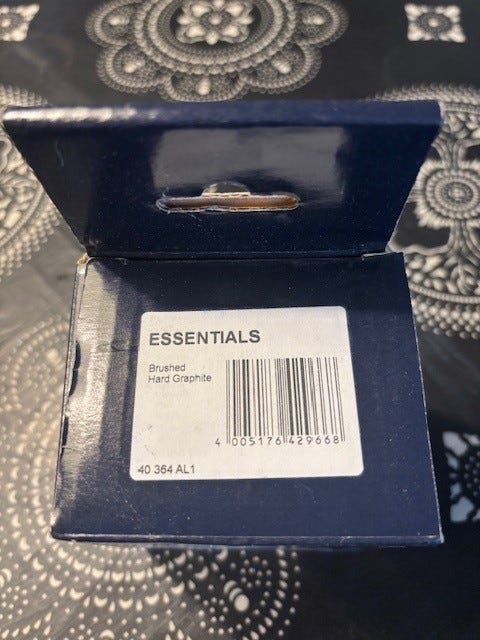 ESSENTIALS
Brushed
Hard Graphite
4 005176 429668
40 364 AL1